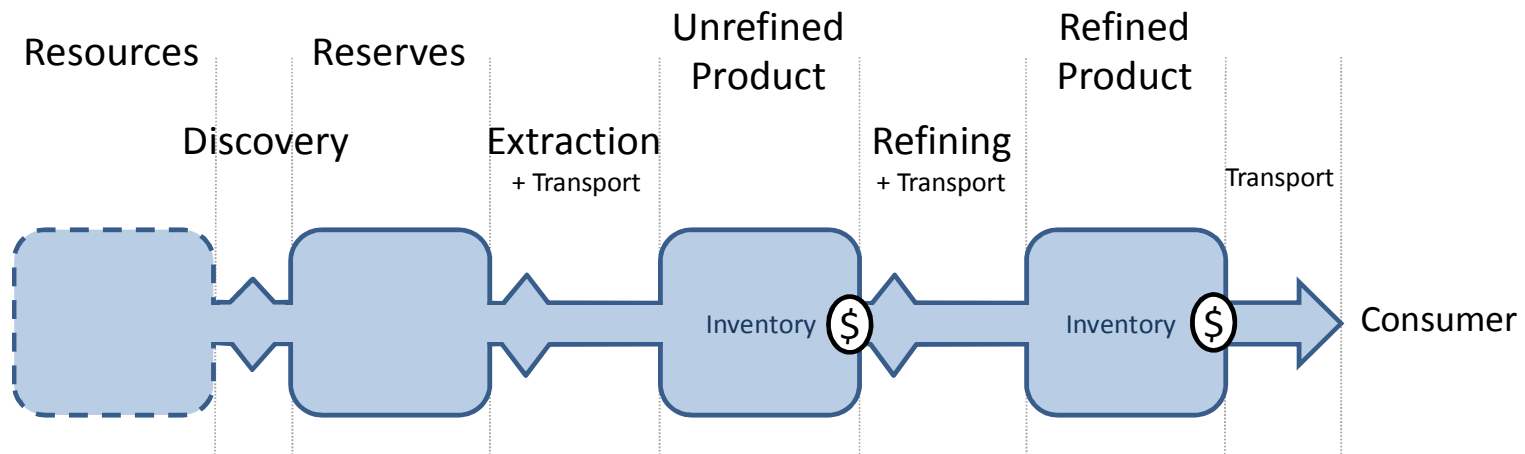 Resources
Reserves
Unrefined
Product
Refined
Product
Discovery
Extraction
+ Transport
Refining
+ Transport
Transport
Inventory
$
Inventory
$
Consumer